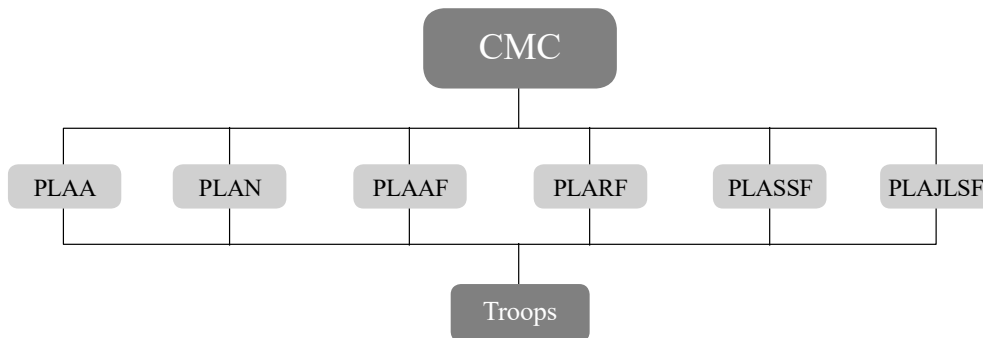 CMC
PLAA
PLAN
PLAAF
PLARF
PLASSF
PLAJLSF
Troops